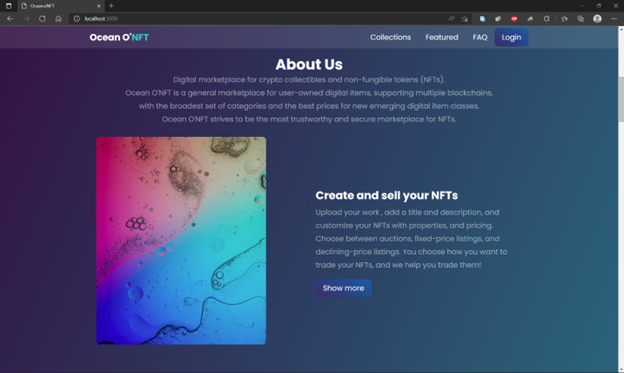 OceanoNFT
localhost:3000
Ocean O'NFT
Collections
Featured
FAQ
Login
About Us
Digital marketplace for crypto collectibles and non-fungible tokens (NFTs).
Ocean O'NFT is a general marketplace for user-owned digital items, supporting multiple blockchains,
with the broadest set of categories and the best prices for new emerging digital item classes.
Ocean O'NFT strives to be the most trustworthy and secure marketplace for NFTs.
Create and sell your NFTs
Upload your work , add a title and description, and
customize your NFTs with properties, and pricing.
Choose between auctions, fixed-price listings, and
declining-price listings. You choose how you want to
trade your NFTs, and we help you trade them!
Show more